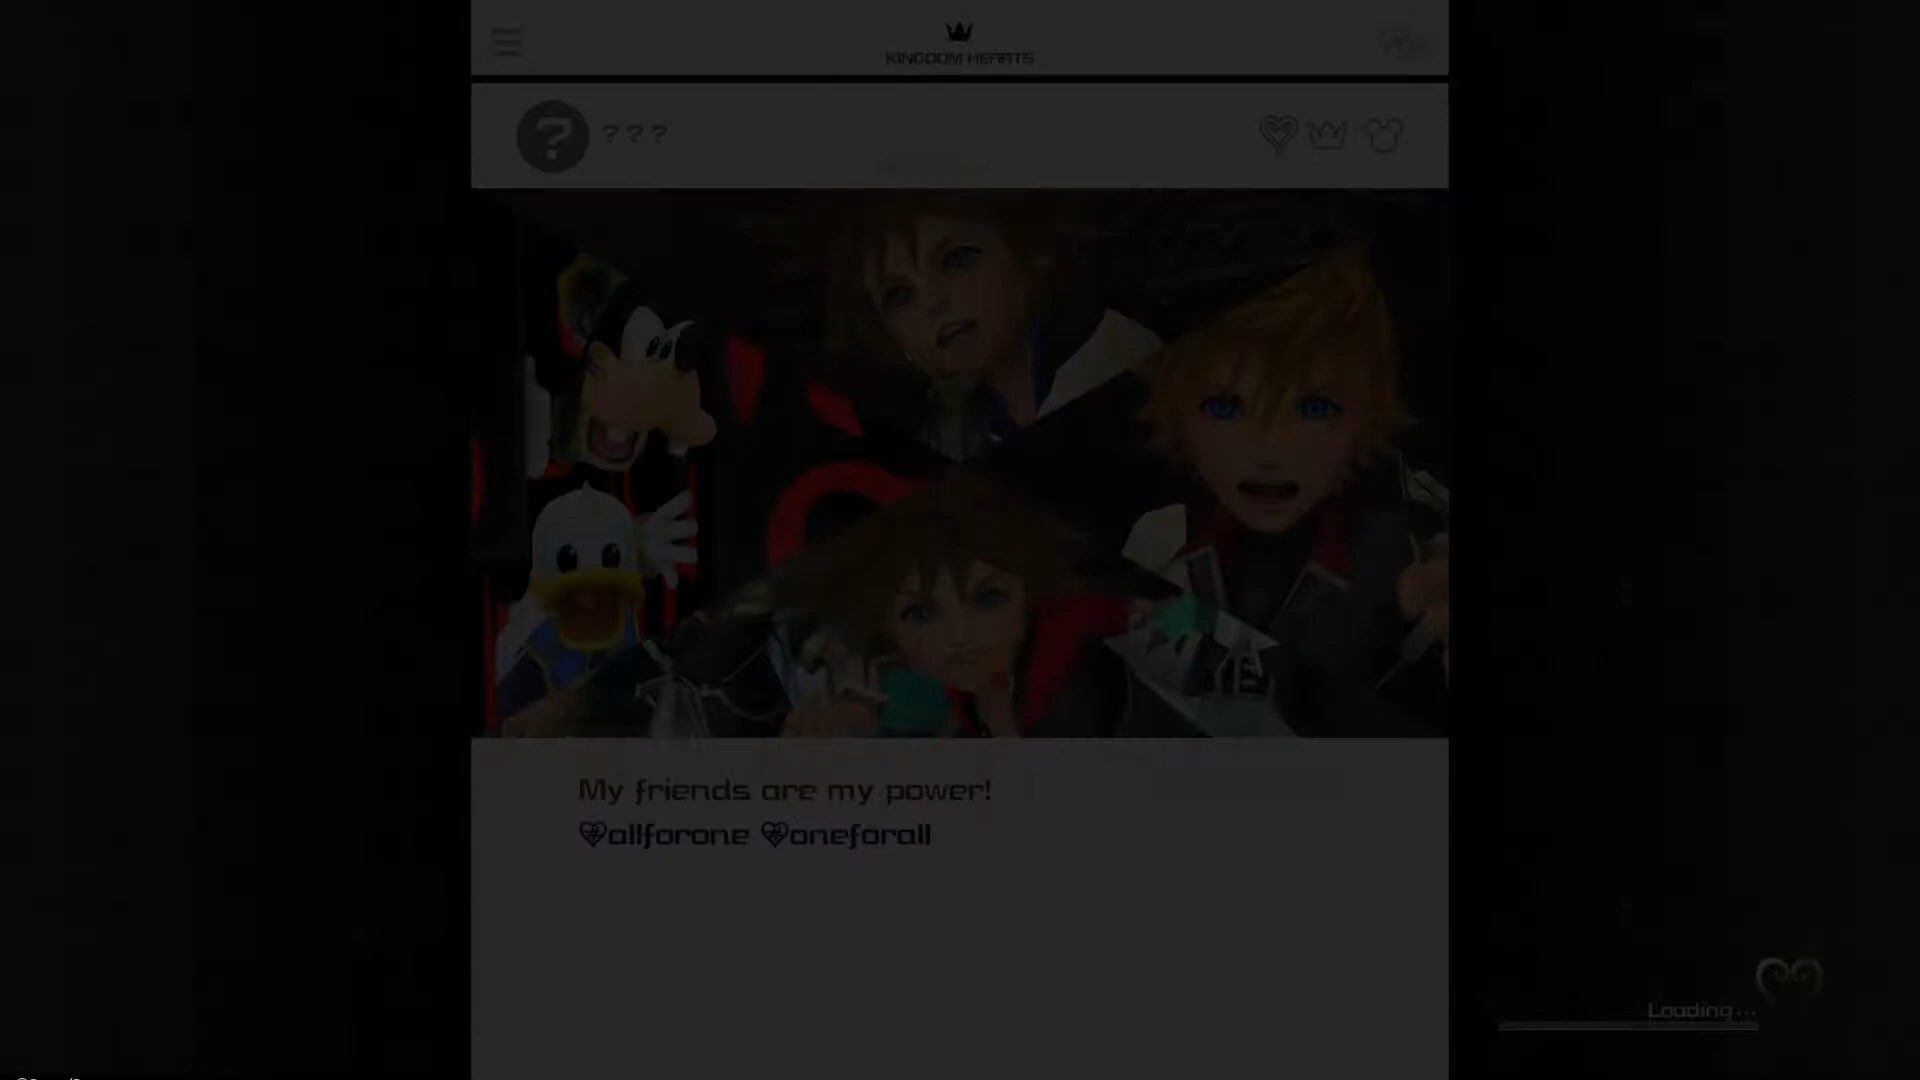 KINGDOM HEARTS
? ? ? ?
My friends are my power!
allforone oneforall
Loading...